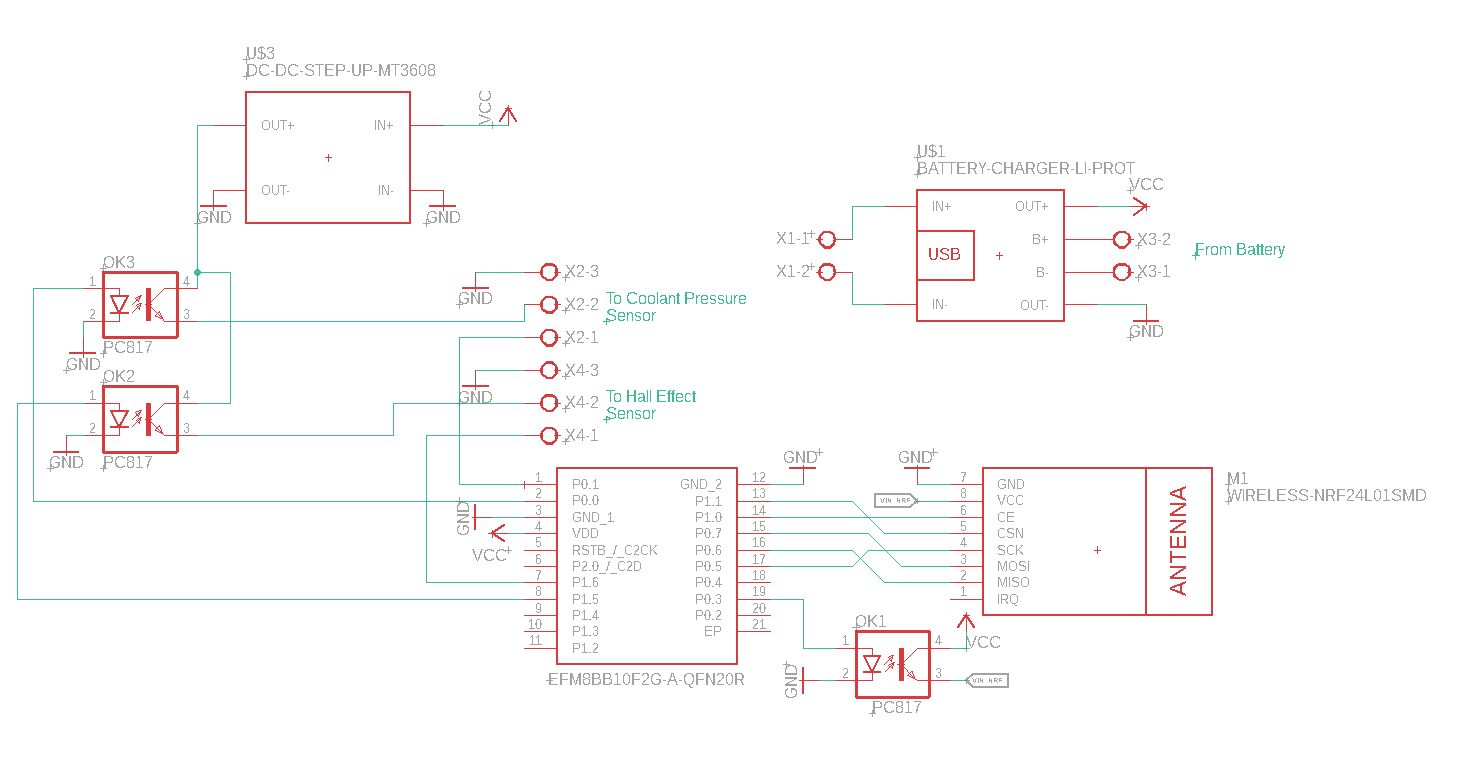 U$3
DC-DC-STEP-UP-MT3608
VCC
OUT+ IN+
OUT- IN-
GND GND
U$1
BATTERY-CHARGER-LI-PROT
VCC
IN+ OUT+
X1-1 B+ X3-2
USB
From Battery
X1-2 B- X3-1
IN- OUT-
GND
OK3
1 4
2 3
GND
PC817
X2-3
GND
X2-2
To Coolant Pressure
Sensor
X2-1
OK2
1 4
2 3
GND
PC817
X4-3
GND
X4-2
To Hall Effect
Sensor
X4-1
GND GND
1 P0.1 GND_2 12
2 P0.0 P1.1 13
3 GND_1 P1.0 14
4 VDD P0.7 15
5 RSTB_/_C2CK P0.6 16
6 P2.0_/_C2D P0.5 17
7 P1.6 P0.4 18
8 P1.5 P0.3 19
9 P1.4 P0.2 20
10 P1.3 EP 21
11 P1.2
GND
VCC
EFM8BB10F2G-A-QFN20R
7 GND
8 VCC
6 CE
5 CSN
4 SCK
3 MOSI
2 MISO
1 IRQ
VIN_NRF
ANTENNA
M1
WIRELESS-NRF24L01SMD
OK1
1 4
2 3
VCC
GND
VIN_NRF
PC817